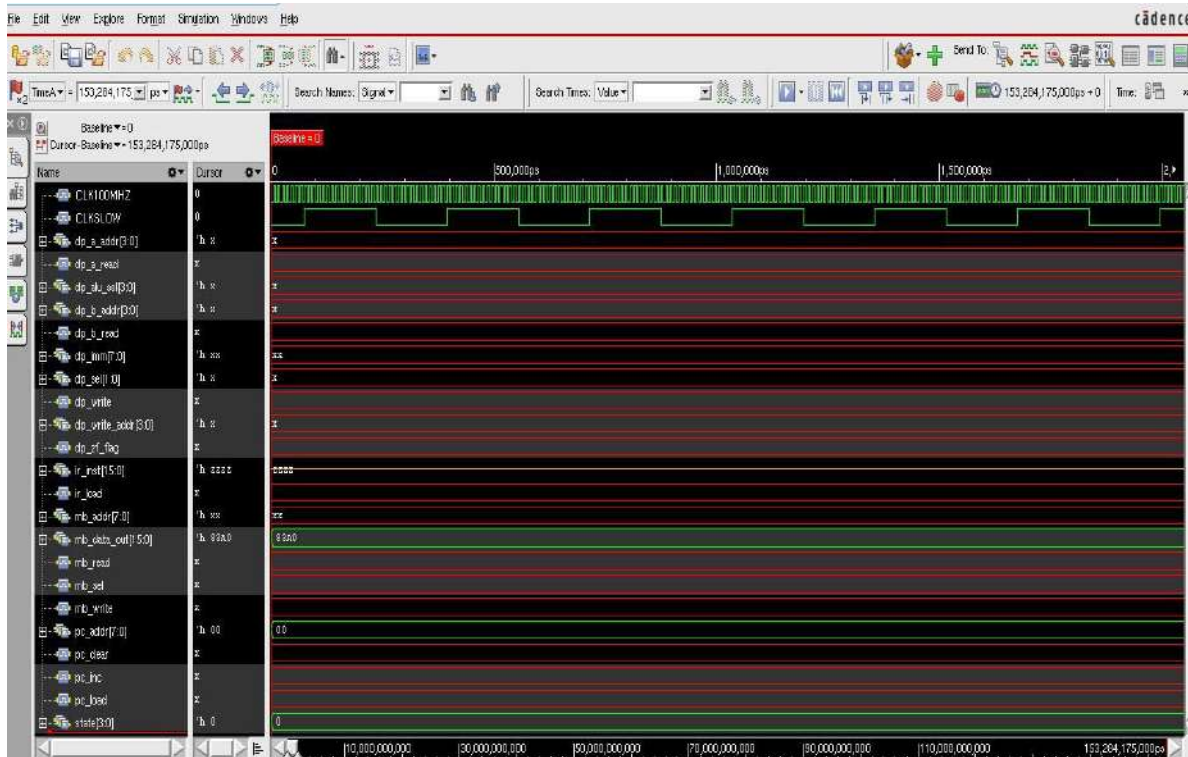 File Edit View Explore Format Simulation Windows Help
cādence
Send To:
x2 TimeA = 153,284,175 ps
Search Names: Signal
Search Times: Value
153,284,175,000ps + 0
Time:
Baseline = 0
Cursor-Baseline = 153,284,175,000ps
Baseline = 0
Name Cursor 0 500,000ps 1,000,000ps 1,500,000ps 2,
CLK100MHZ 0
CLKSLOW 0
dp_a_addr[3:0] 'h x x
dp_a_read x
dp_alu_sel[3:0] 'h x x
dp_b_addr[3:0] 'h x x
dp_b_read x
dp_imm[7:0] 'h xx xx
dp_sel[1:0] 'h x x
dp_write x
dp_write_addr[3:0] 'h x x
dp_zf_flag x
ir_inst[15:0] 'h zzzz zzzz
ir_load x
mb_addr[7:0] 'h xx xx
mb_data_out[15:0]
mb_read x
mb_sel x
mb_write x
pc_addr[7:0] 'h 00 00
pc_clear x
pc_inc x
pc_load x
state[3:0] 'h 0 0
10,000,000,000 30,000,000,000 50,000,000,000 70,000,000,000 90,000,000,000 110,000,000,000 153,284,175,000ps